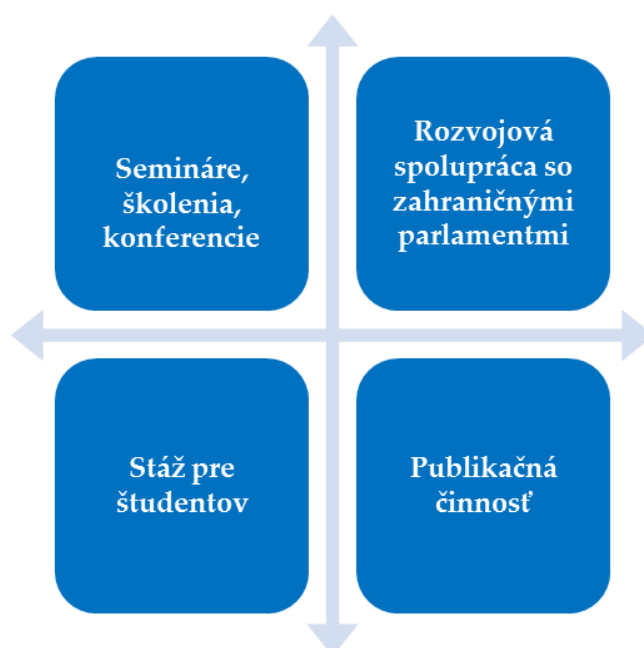 Semináre,
školenia,
konferencie
Rozvojová
spolupráca so
zahraničnými
parlamentmi
Stáž pre
študentov
Publikačná
činnosť